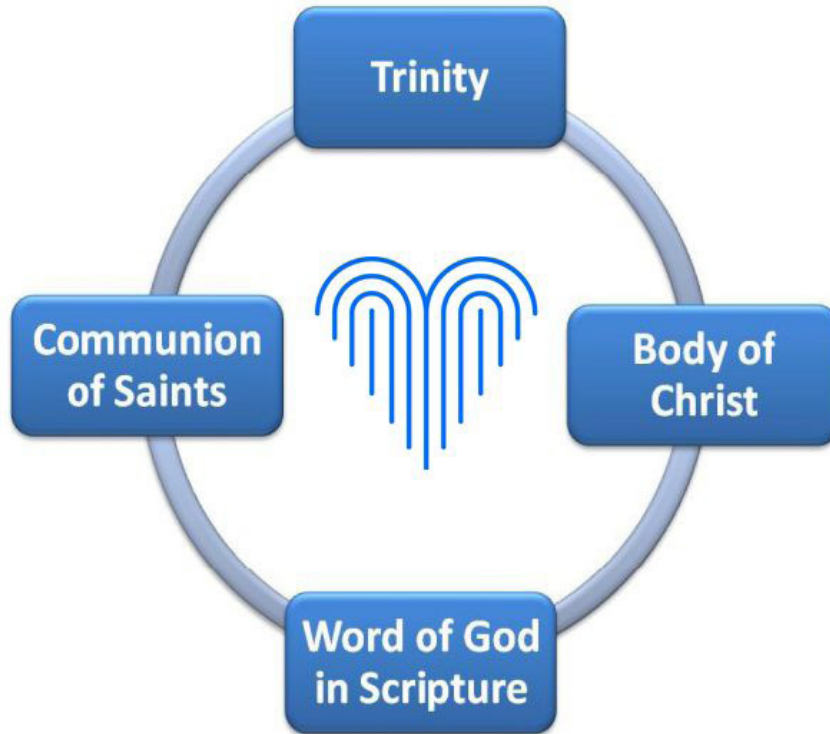 Trinity
Communion
of Saints
Body of
Christ
Word of God
in Scripture